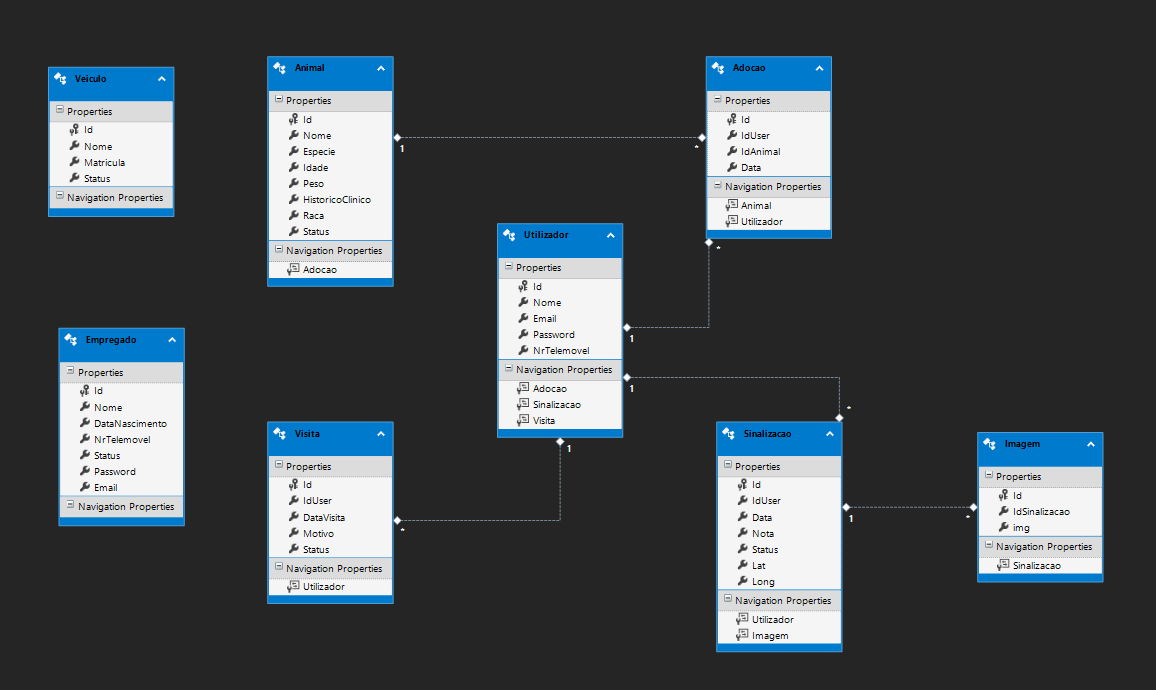 Veiculo
Properties
Id
Nome
Matricula
Status
Navigation Properties
Animal
Properties
Id
Nome
Especie
Idade
Peso
HistoricoClinico
Raca
Status
Navigation Properties
Adocao
1
*
Adocao
Properties
Id
IdUser
IdAnimal
Data
Navigation Properties
Animal
Utilizador
*
Utilizador
Properties
Id
Nome
Email
Password
NrTelemovel
Navigation Properties
Adocao
Sinalizacao
Visita
1
1
1
Empregado
Properties
Id
Nome
DataNascimento
NrTelemovel
Status
Password
Email
Navigation Properties
Visita
Properties
Id
IdUser
DataVisita
Motivo
Status
Navigation Properties
Utilizador
*
*
Sinalizacao
Properties
Id
IdUser
Data
Nota
Status
Lat
Long
Navigation Properties
Utilizador
Imagem
1
*
Imagem
Properties
Id
IdSinalizacao
img
Navigation Properties
Sinalizacao